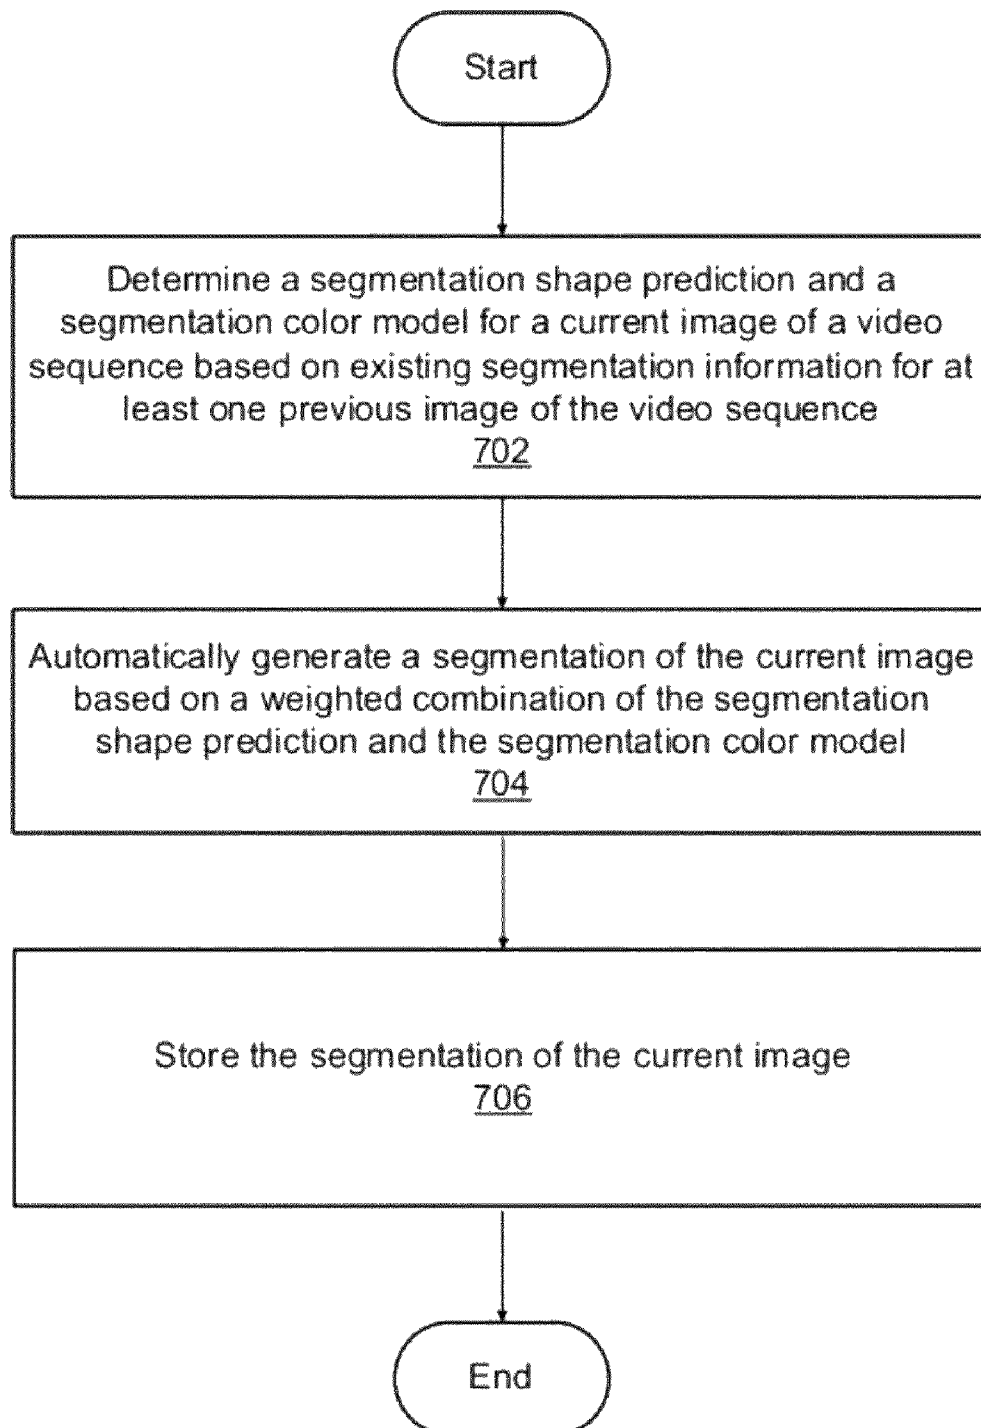 Start
Determine a segmentation shape prediction and a
segmentation color model for a current image of a video
sequence based on existing segmentation information for at
least one previous image of the video sequence
702
Automatically generate a segmentation of the current image
based on a weighted combination of the segmentation
shape prediction and the segmentation color model
704
Store the segmentation of the current image
706
End